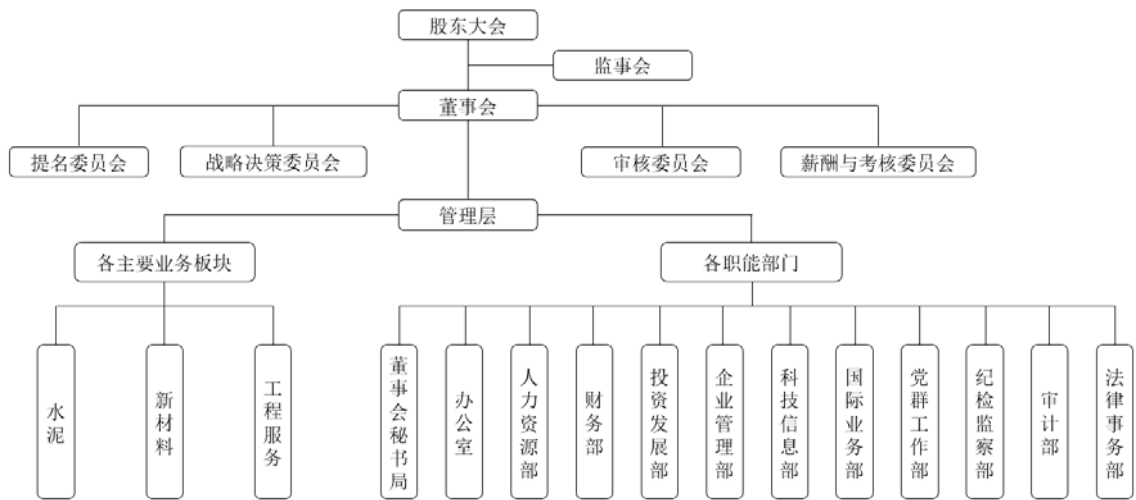 股东大会
监事会
董事会
提名委员会
战略决策委员会
审核委员会
薪酬与考核委员会
管理层
各主要业务板块
各职能部门
水泥
新材料
工程服务
董事会秘书局
办公室
人力资源部
财务部
投资发展部
企业管理部
科技信息部
国际业务部
党群工作部
纪检监察部
审计部
法律事务部